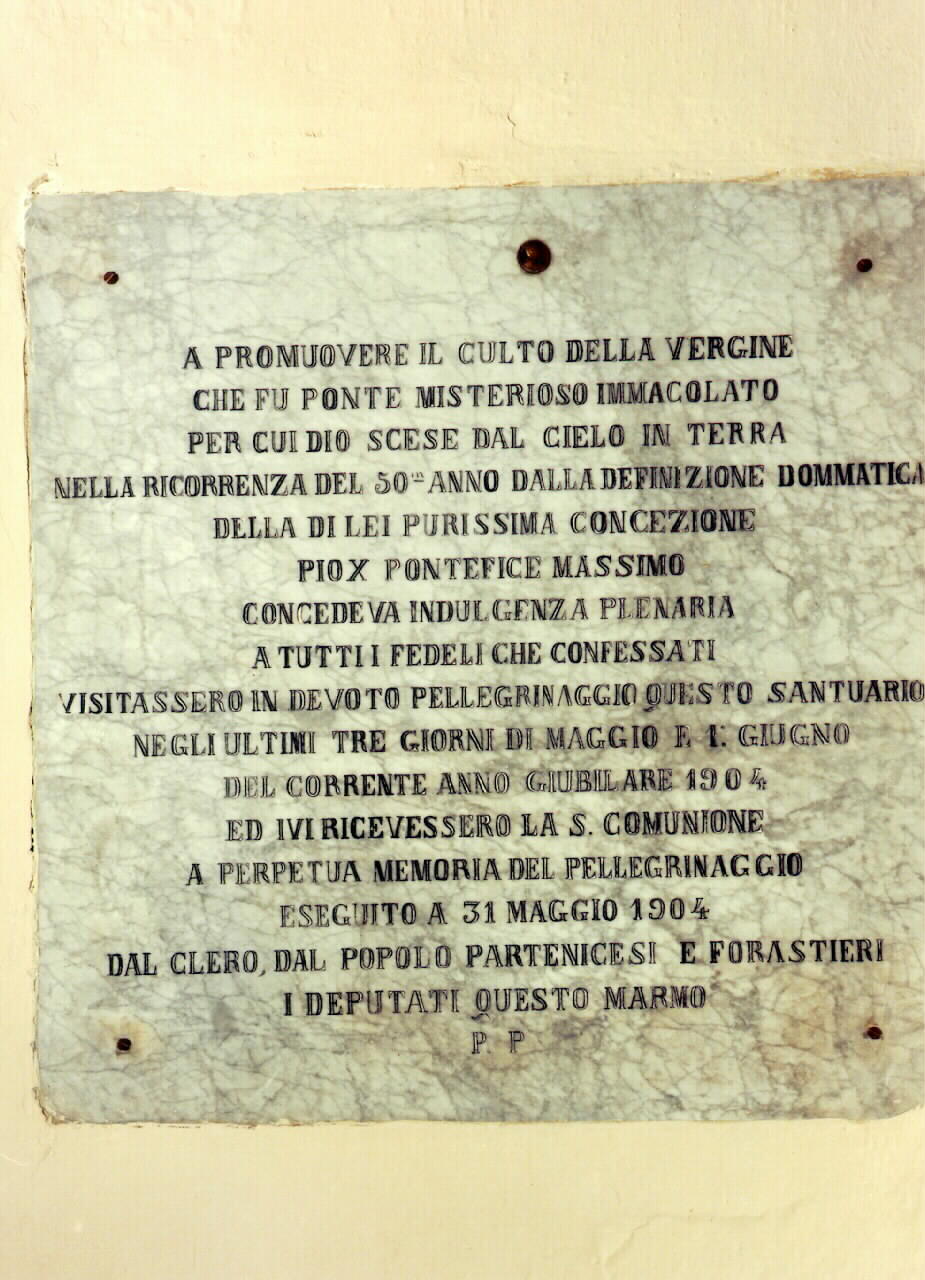 A PROMUOVERE IL CULTO DELLA VERGINE
CHE FU PONTE MISTERIOSO IMMACOLATO
PER CUI DIO SCESE DAL CIELO IN TERRA
NELLA RICORRENZA DEL 50º ANNO DALLA DEFINIZIONE DOMMATICA
DELLA DI LEI PURISSIMA CONCEZIONE
PIO X PONTEFICE MASSIMO
CONCEDEVA INDULGENZA PLENARIA
A TUTTI I FEDELI CHE CONFESSATI
VISITASSERO IN DEVOTO PELLEGRINAGGIO QUESTO SANTUARIO
NEGLI ULTIMI TRE GIORNI DI MAGGIO E 1º GIUGNO
DEL CORRENTE ANNO GIUBILARE 1904
ED IVI RICEVESSERO LA S. COMUNIONE
A PERPETUA MEMORIA DEL PELLEGRINAGGIO
ESEGUITO A 31 MAGGIO 1904
DAL CLERO, DAL POPOLO PARTENICESI E FORASTIERI
I DEPUTATI QUESTO MARMO
P. P